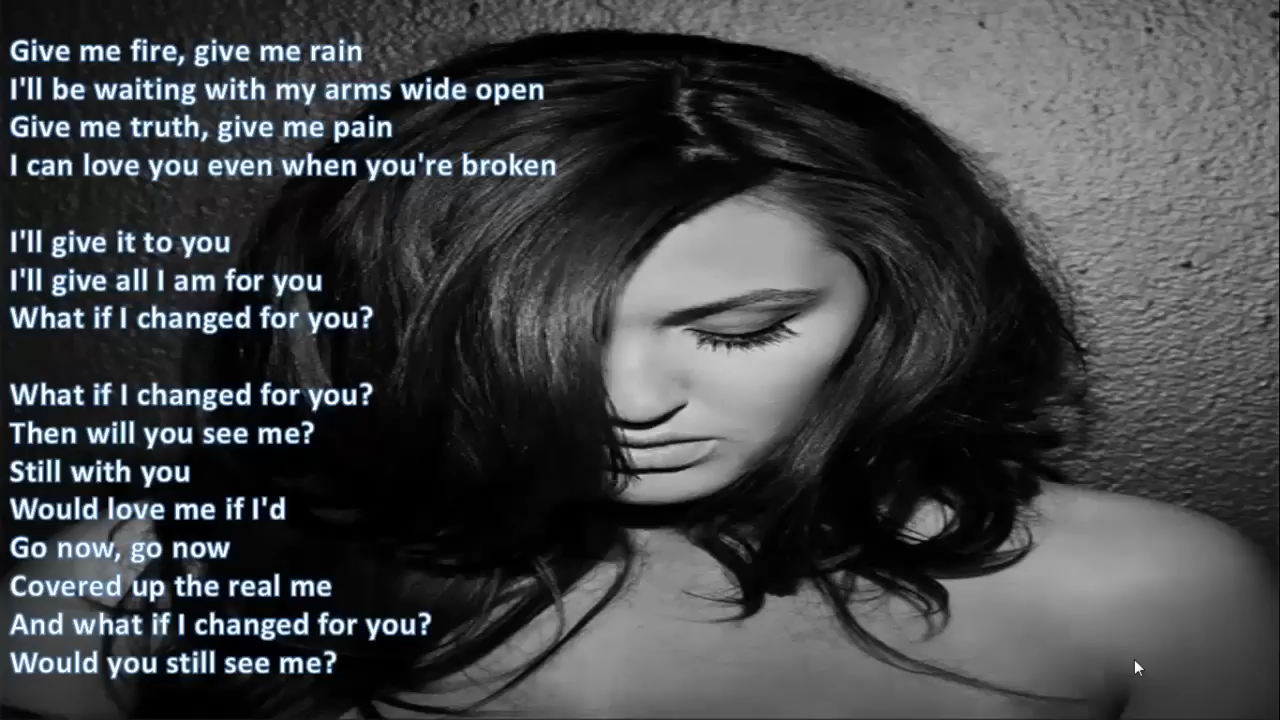 Give me fire, give me rain
I'll be waiting with my arms wide open
Give me truth, give me pain
I can love you even when you're broken
I'll give it to you
I'll give all I am for you
What if I changed for you?
What if I changed for you?
Then will you see me?
Still with you
Would love me if I'd
Go now, go now
Covered up the real me
And what if I changed for you?
Would you still see me?